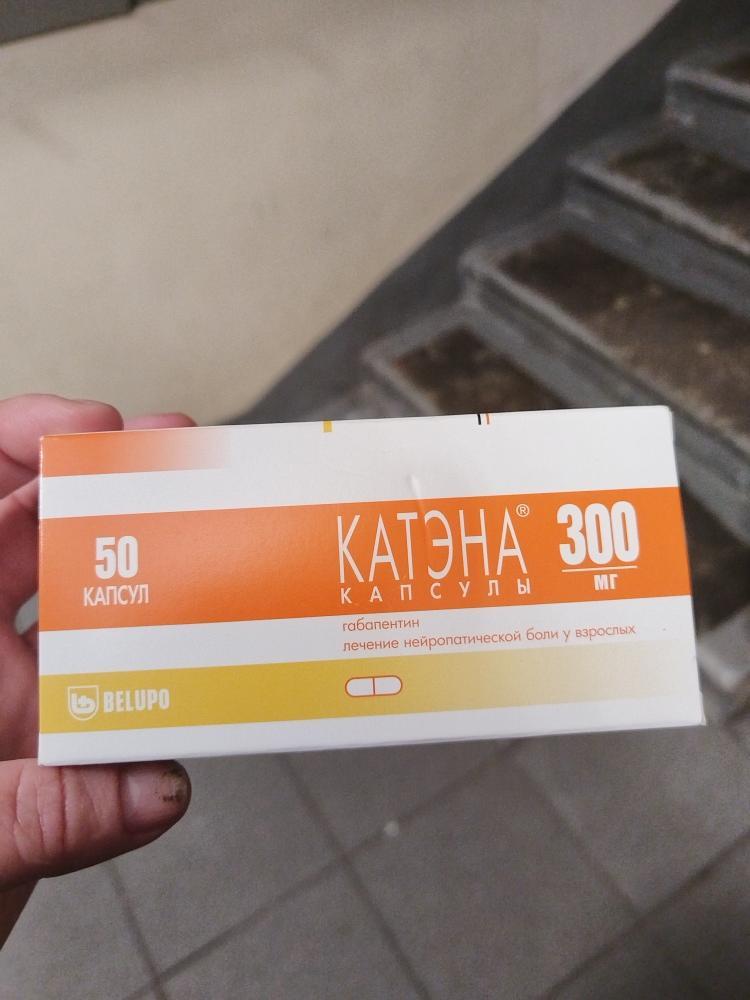 50
КАПСУЛ
КАТЭНА®
КАПСУЛЫ
300
МГ
габапентин
лечение нейропатической боли у взрослых
BELUPO